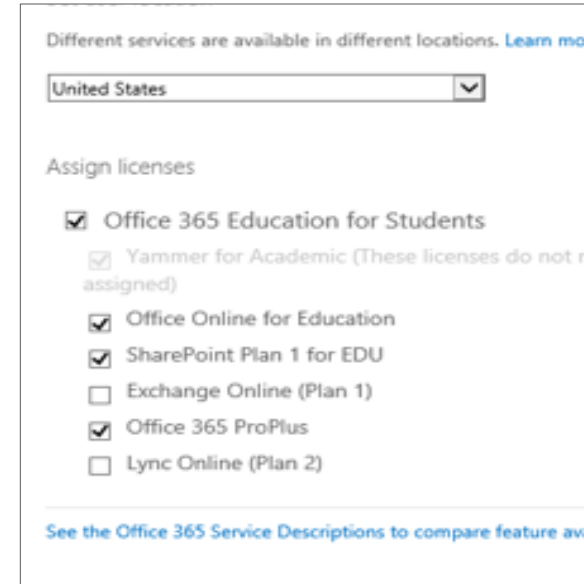 Different services are available in different locations. Learn mo
United States
Assign licenses
Office 365 Education for Students
Yammer for Academic (These licenses do not
assigned)
Office Online for Education
SharePoint Plan 1 for EDU
Exchange Online (Plan 1)
Office 365 ProPlus
Lync Online (Plan 2)
See the Office 365 Service Descriptions to compare feature av